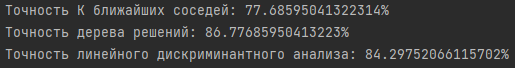 Точность К ближайших соседей: 77.68595041322314%
Точность дерева решений: 86.77685950413223%
Точность линейного дискриминантного анализа: 84.29752066115702%